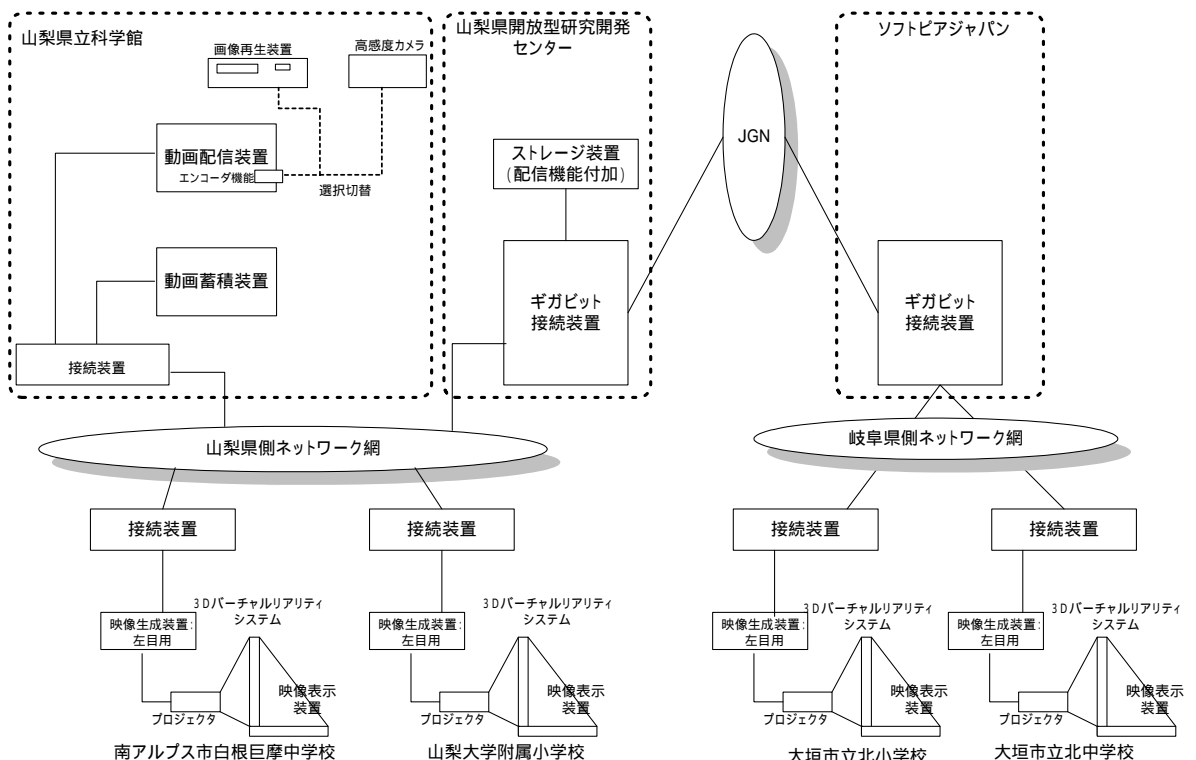 山梨県立科学館
画像再生装置
高感度カメラ
動画配信装置
エンコーダ機能
選択切替
動画蓄積装置
接続装置
山梨県開放型研究開発
センター
ストレージ装置
(配信機能付加)
ギガビット
接続装置
JGN
ソフトピアジャパン
ギガビット
接続装置
山梨県側ネットワーク網
岐阜県側ネットワーク網
接続装置
接続装置
接続装置
接続装置
3Dバーチャルリアリティ
システム
映像生成装置:
左目用
プロジェクタ
映像表示
装置
南アルプス市白根巨摩中学校
3Dバーチャルリアリティ
システム
映像生成装置:
左目用
プロジェクタ
映像表示
装置
山梨大学附属小学校
3Dバーチャルリアリティ
システム
映像生成装置:
左目用
プロジェクタ
映像表示
装置
大垣市立北小学校
3Dバーチャルリアリティ
システム
映像生成装置:
左目用
プロジェクタ
映像表示
装置
大垣市立北中学校